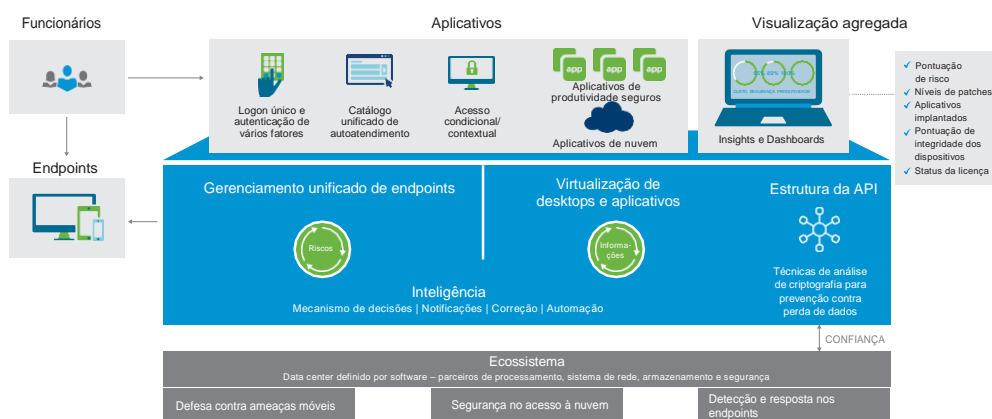 Funcionários
Aplicativos
Visualização agregada
Logon único e
autenticação de
vários fatores
Catálogo
unificado de
autoatendimento
Acesso
condicional/
contextual
app
app
app
Aplicativos de
produtividade seguros
Aplicativos de nuvem
Insights e Dashboards
Pontuação
de risco
Níveis de patches
Aplicativos
implantados
Pontuação de
integridade dos
dispositivos
Status da licença
Endpoints
Gerenciamento unificado de endpoints
Virtualização de
desktops e aplicativos
Estrutura da API
Riscos
Informa-
ções
Técnicas de análise
de criptografia para
prevenção contra
perda de dados
Inteligência
Mecanismo de decisões | Notificações | Correção | Automação
CONFIANÇA
Ecossistema
Data center definido por software – parceiros de processamento, sistema de rede, armazenamento e segurança
Defesa contra ameaças móveis
Segurança no acesso à nuvem
Detecção e resposta nos
endpoints